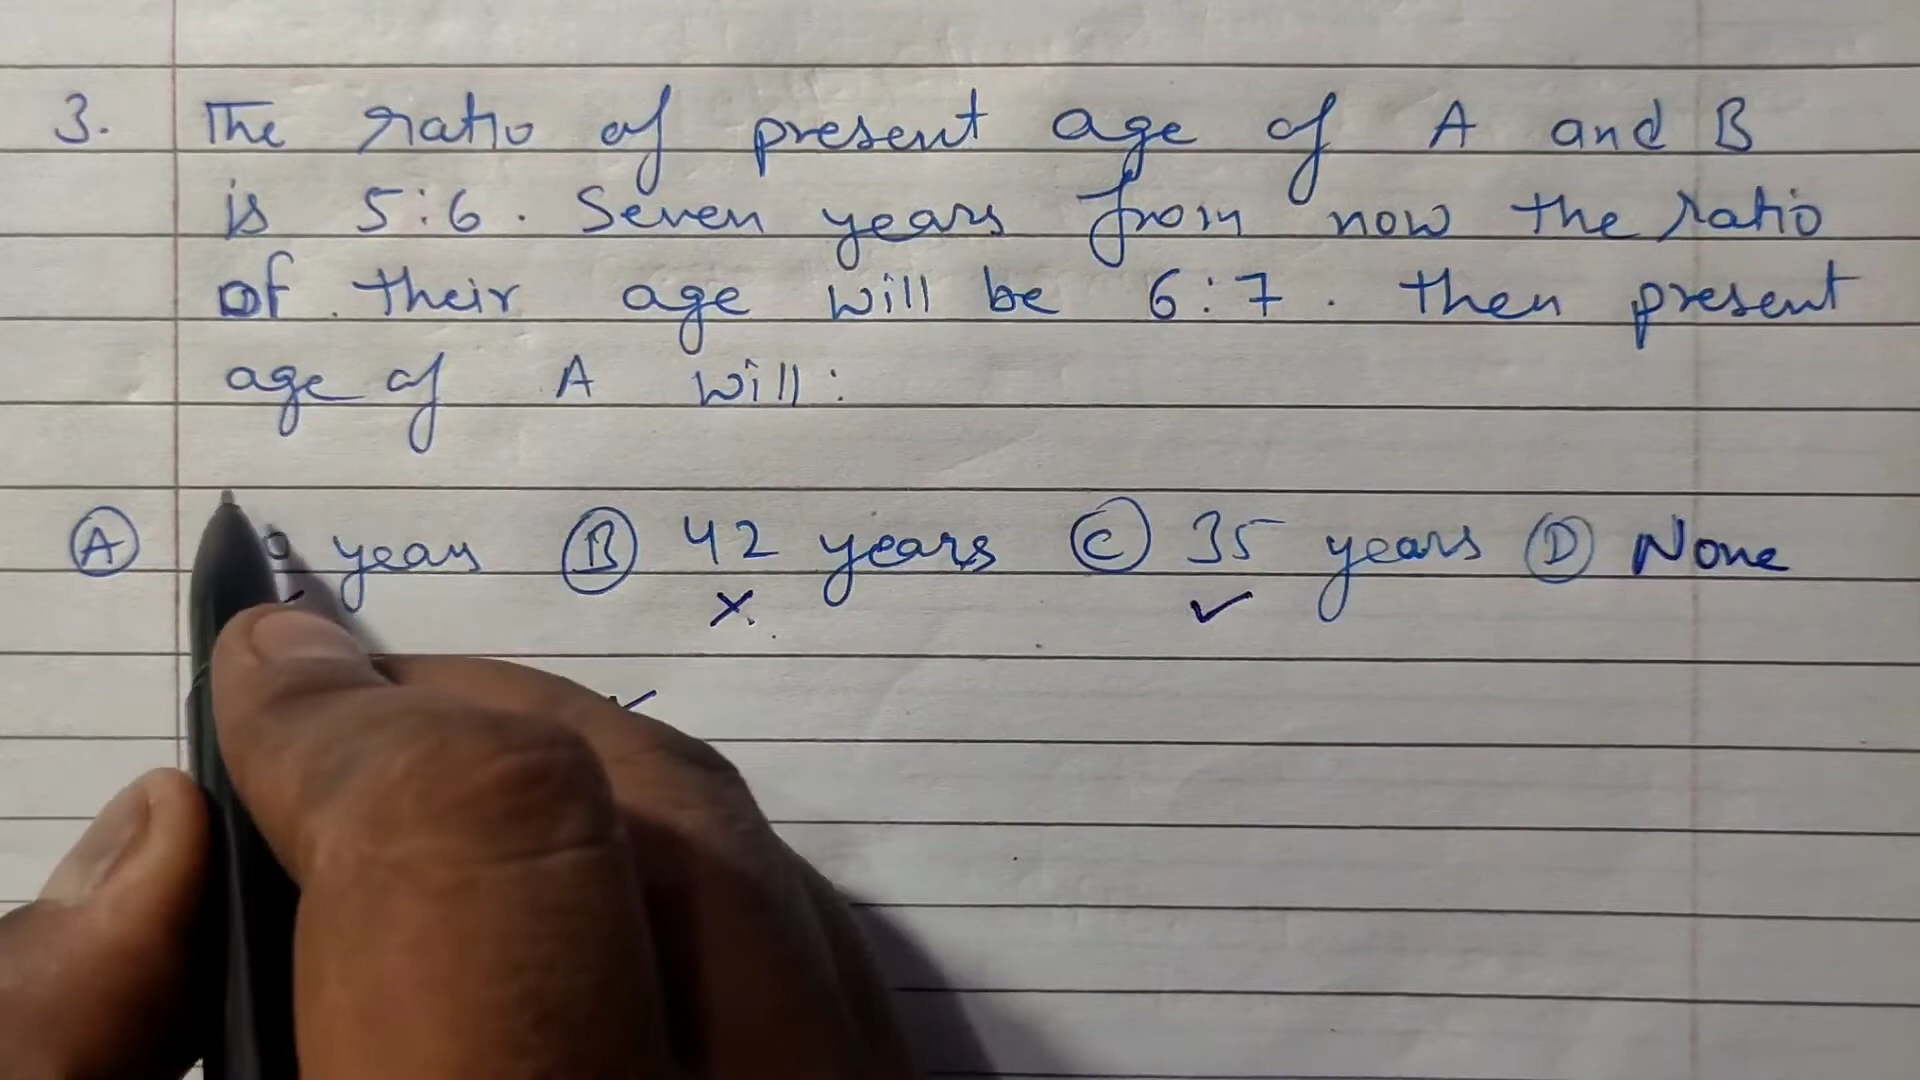 3. The ratio of present age of A and B
is 5:6. Seven years from now the ratio
of their age will be 6:7. then present
age of A will:
A years B 42 years C 35 years D None